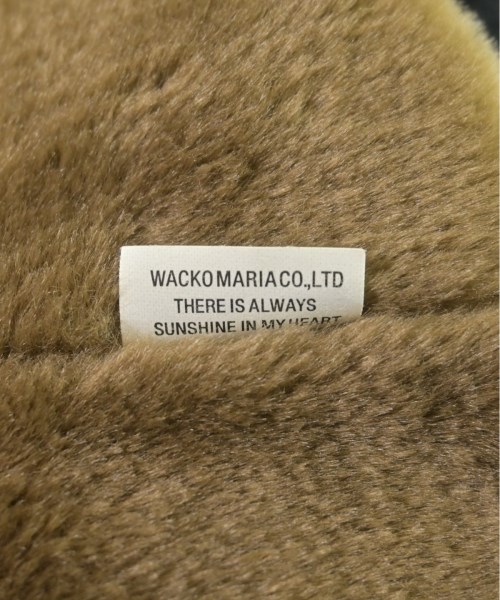 WACKO MARIA CO.,LTD
THERE IS ALWAYS
SUNSHINE IN MY HEART